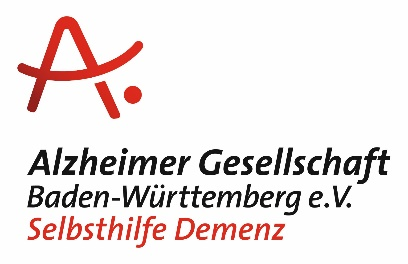 Alzheimer Gesellschaft
Baden-Württemberg e.V.
Selbsthilfe Demenz